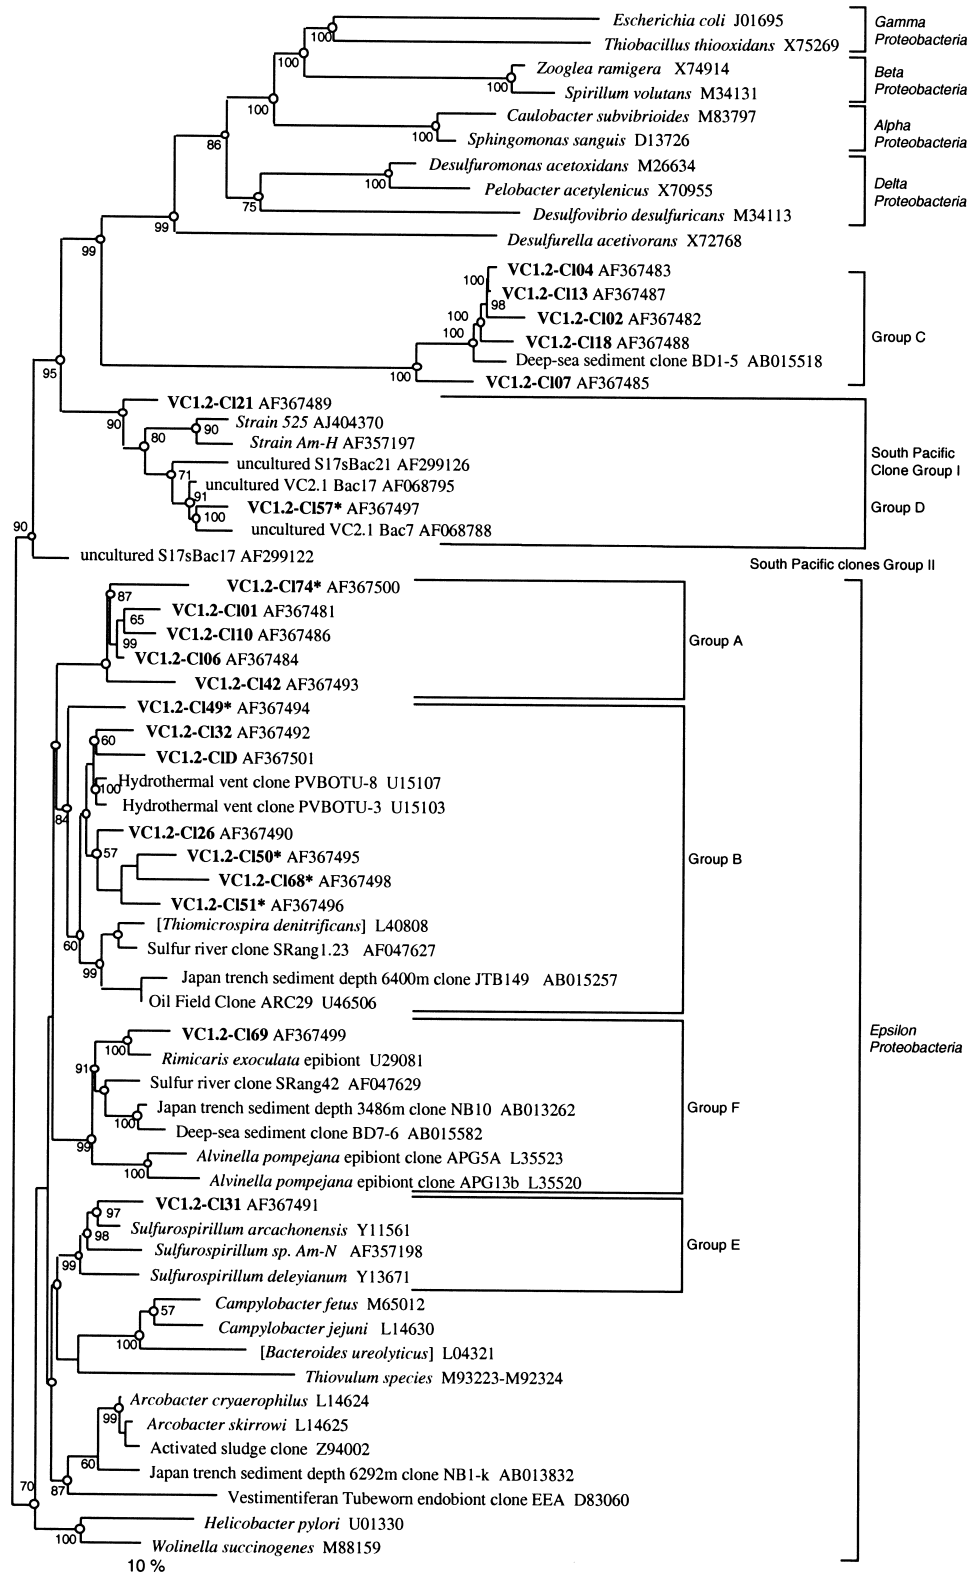 Escherichia coli J01695
Gamma
Proteobacteria
100
Thiobacillus thiooxidans X75269
100
Zooglea ramigera X74914
Beta
Proteobacteria
100
Spirillum volutans M34131
100
Caulobacter subvibrioides M83797
Alpha
Proteobacteria
100
Sphingomonas sanguis D13726
86
Desulfuromonas acetoxidans M26634
100
Pelobacter acetylenicus X70955
Delta
Proteobacteria
75
Desulfovibrio desulfuricans M34113
99
Desulfurella acetivorans X72768
99
VC1.2-Cl04 AF367483
100
VC1.2-Cl13 AF367487
98
100
VC1.2-Cl02 AF367482
100
VC1.2-Cl18 AF367488
Group C
Deep-sea sediment clone BD1-5 AB015518
95
100
VC1.2-Cl07 AF367485
VC1.2-Cl21 AF367489
90
Strain 525 AJ404370
90
80
Strain Am-H AF357197
South Pacific
Clone Group I
uncultured S17sBac21 AF299126
71
uncultured VC2.1 Bac17 AF068795
91
VC1.2-Cl57* AF367497
Group D
100
uncultured VC2.1 Bac7 AF068788
90
uncultured S17sBac17 AF299122
South Pacific clones Group II
VC1.2-Cl74* AF367500
87
VC1.2-Cl01 AF367481
65
VC1.2-Cl10 AF367486
99
Group A
VC1.2-Cl06 AF367484
VC1.2-Cl42 AF367493
VC1.2-Cl49* AF367494
VC1.2-Cl32 AF367492
60
VC1.2-ClD AF367501
Hydrothermal vent clone PVBOTU-8 U15107
100
Hydrothermal vent clone PVBOTU-3 U15103
84
VC1.2-Cl26 AF367490
57
VC1.2-Cl50* AF367495
Group B
VC1.2-Cl68* AF367498
VC1.2-Cl51* AF367496
[Thiomicrospira denitrificans] L40808
60
Sulfur river clone SRang1.23 AF047627
99
Japan trench sediment depth 6400m clone JTB149 AB015257
Oil Field Clone ARC29 U46506
VC1.2-Cl69 AF367499
Epsilon
Proteobacteria
100
Rimicaris exoculata epibiont U29081
91
Sulfur river clone SRang42 AF047629
Japan trench sediment depth 3486m clone NB10 AB013262
Group F
100
Deep-sea sediment clone BD7-6 AB015582
99
Alvinella pompejana epibiont clone APG5A L35523
100
Alvinella pompejana epibiont clone APG13b L35520
VC1.2-Cl31 AF367491
97
Sulfurospirillum arcachonensis Y11561
98
Sulfurospirillum sp. Am-N AF357198
Group E
99
Sulfurospirillum deleyianum Y13671
Campylobacter fetus M65012
57
Campylobacter jejuni L14630
100
[Bacteroides ureolyticus] L04321
Thiovulum species M93223-M92324
Arcobacter cryaerophilus L14624
99
Arcobacter skirrowi L14625
Activated sludge clone Z94002
60
Japan trench sediment depth 6292m clone NB1-k AB013832
70
87
Vestimentiferan Tubeworn endobiont clone EEA D83060
Helicobacter pylori U01330
100
Wolinella succinogenes M88159
10 %